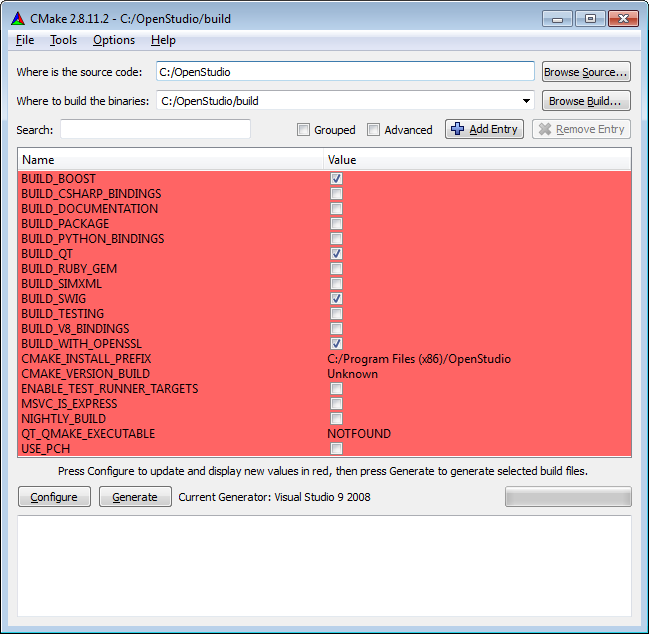 CMake 2.8.11.2 - C:/OpenStudio/build
File Tools Options Help
Where is the source code: C:/OpenStudio Browse Source...
Where to build the binaries: C:/OpenStudio/build Browse Build...
Search: Grouped Advanced Add Entry Remove Entry
Name Value
BUILD_BOOST
BUILD_CSHARP_BINDINGS
BUILD_DOCUMENTATION
BUILD_PACKAGE
BUILD_PYTHON_BINDINGS
BUILD_QT
BUILD_RUBY_GEM
BUILD_SIMXML
BUILD_SWIG
BUILD_TESTING
BUILD_V8_BINDINGS
BUILD_WITH_OPENSSL
CMAKE_INSTALL_PREFIX C:/Program Files (x86)/OpenStudio
CMAKE_VERSION_BUILD Unknown
ENABLE_TEST_RUNNER_TARGETS
MSVC_IS_EXPRESS
NIGHTLY_BUILD
QT_QMAKE_EXECUTABLE NOTFOUND
USE_PCH
Press Configure to update and display new values in red, then press Generate to generate selected build files.
Configure Generate Current Generator: Visual Studio 9 2008